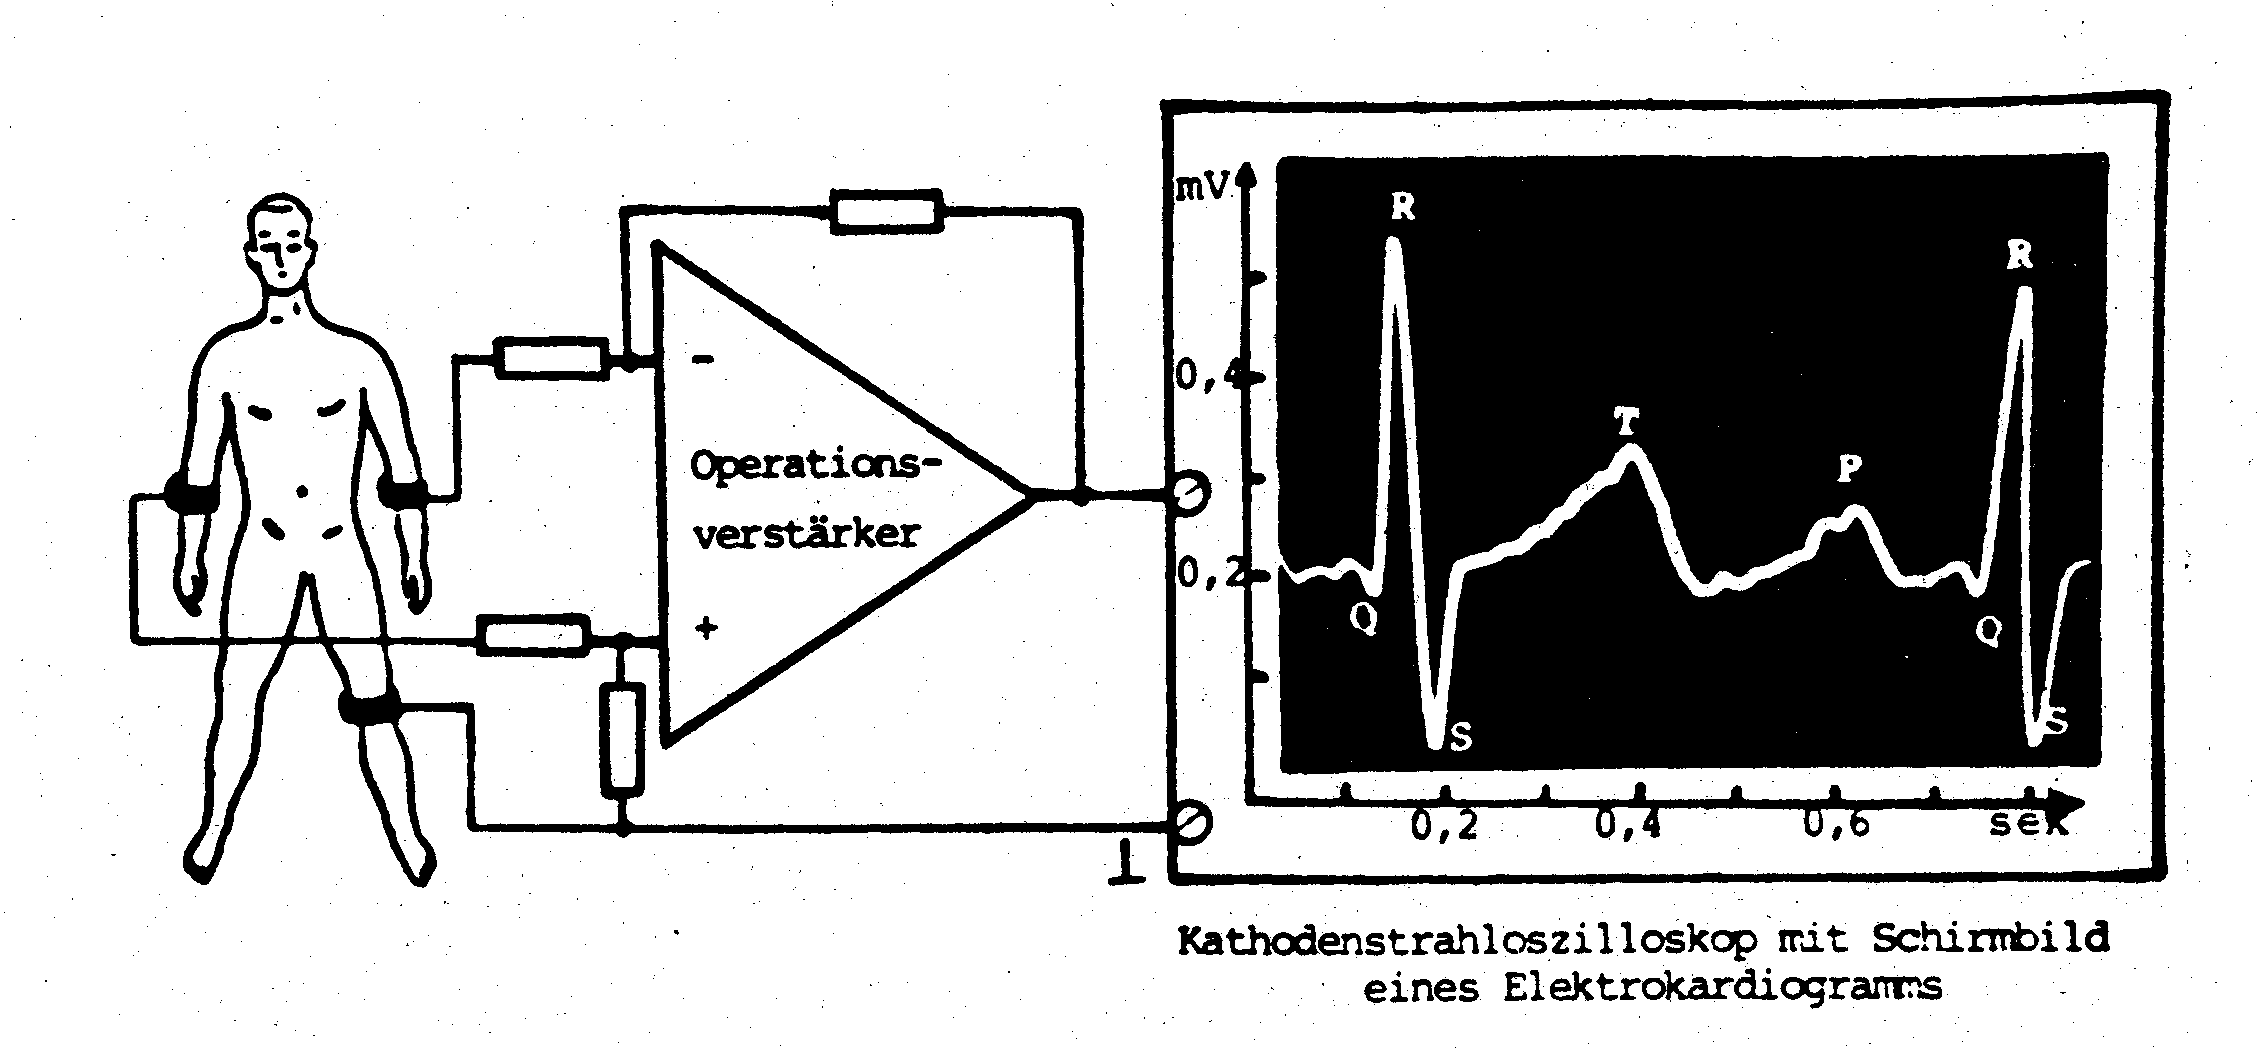 mV
R
R
0,4
T
P
-
Operations-
verstärker
0,2
Q
Q
+
S
S
0,2
0,4
0,6
sek
Kathodenstrahloszilloskop mit Schirmbild
eines Elektrokardiogramms